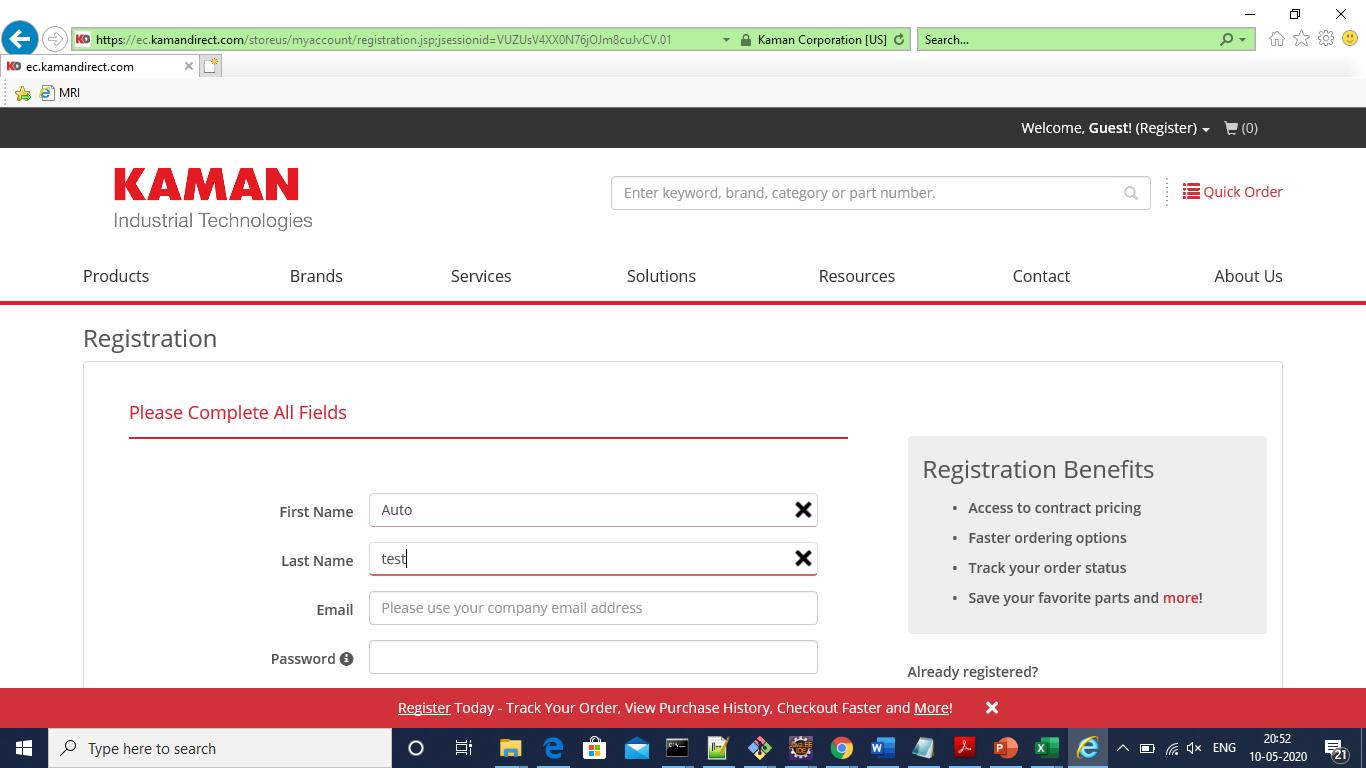 https://ec.kamandirect.com/storeus/myaccount/registration.jsp;jsessionid=VUZUsV4XX0N76jOJm8cuJvCV.01
Kaman Corporation [US]
Search...
KD ec.kamandirect.com
MRI
Welcome, Guest! (Register) (0)
KAMAN
Industrial Technologies
Enter keyword, brand, category or part number.
Quick Order
Products Brands Services Solutions Resources Contact About Us
Registration
Please Complete All Fields
First Name Auto
Last Name test
Email Please use your company email address
Password
Registration Benefits
• Access to contract pricing
• Faster ordering options
• Track your order status
• Save your favorite parts and more!
Already registered?
Register Today - Track Your Order, View Purchase History, Checkout Faster and More!
Type here to search
ENG
20:52
10-05-2020
21